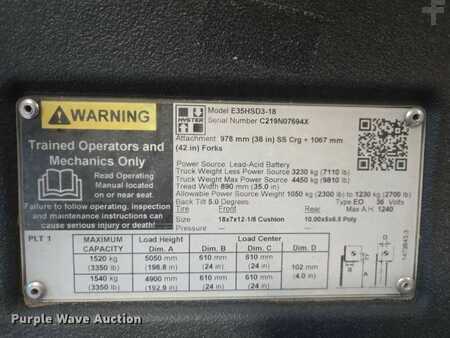 WARNING
Trained Operators and
Mechanics Only
Read Operating
Manual located
on or near seat.
Failure to follow operating, inspection
and maintenance instructions can
cause serious injury or death!
HYSTER
Model E35HSD3-18
Serial Number C219N07694X
Attachment 978 mm (38 in) SS Crg + 1067 mm
(42 in) Forks
Power Source Lead-Acid Battery
Truck Weight Less Power Source 3230 kg (7110 lb)
Truck Weight Max Power Source 4450 kg (9810 lb)
Tread Width 890 mm (35.0 in)
Allowable Power Source Weight 1050 kg (2300 lb) to 1230 kg (2700 lb)
Back Tilt 5.0 Degrees Type EO 36 Volts
Tire Front Rear Max A.H. 1240
18x7x12-1/8 Cushion 10.00x5x6.5 Poly
PLT 1
MAXIMUM CAPACITY Load Height Dim. A Dim. B Load Center Dim. C Dim. D
1520 kg 5050 mm 610 mm 610 mm
(3350 lb) (198.8 in) (24 in) (24 in) 102 mm
1540 kg 4900 mm 610 mm 610 mm (4.0 in)
(3350 lb) (192.9 in) (24 in) (24 in)
D
A
Purple Wave Auction